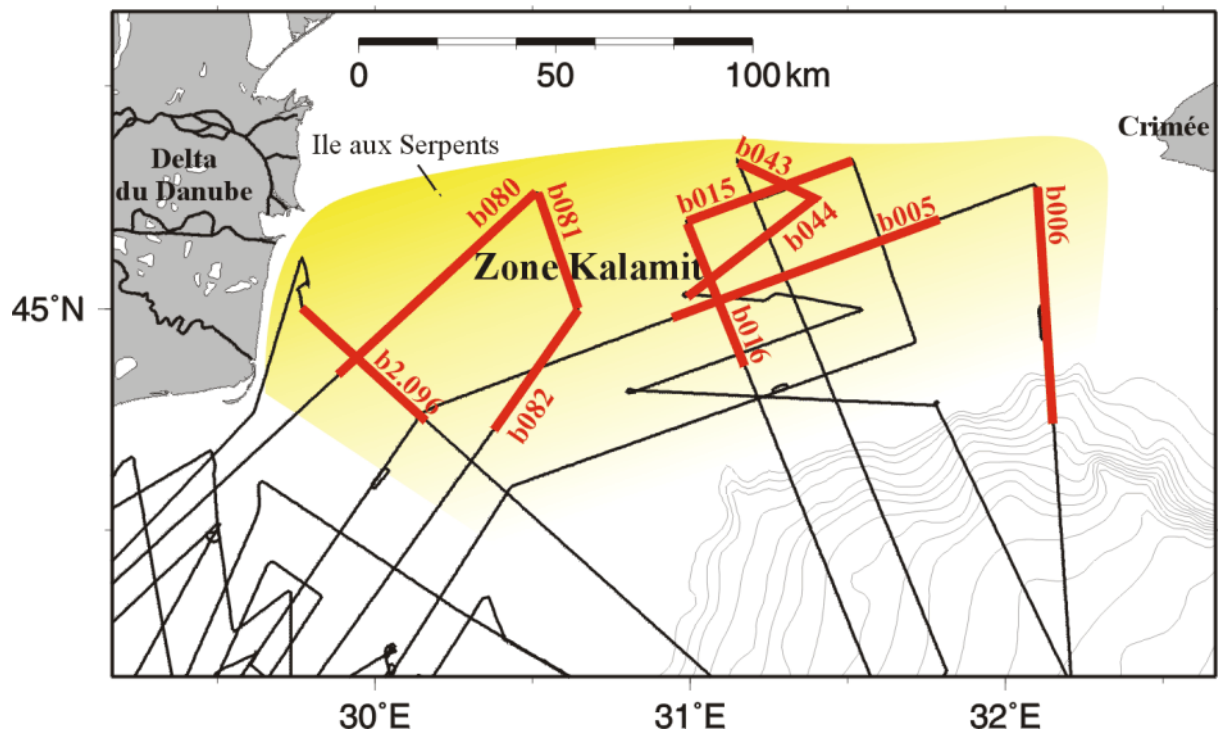 0 50 100 km
Crimée
Ile aux Serpents
Delta
du Danube
b043
b080
b081
b015
b005
b006
b044
Zone Kalamit
45°N
b016
b2.096
b082
30°E 31°E 32°E